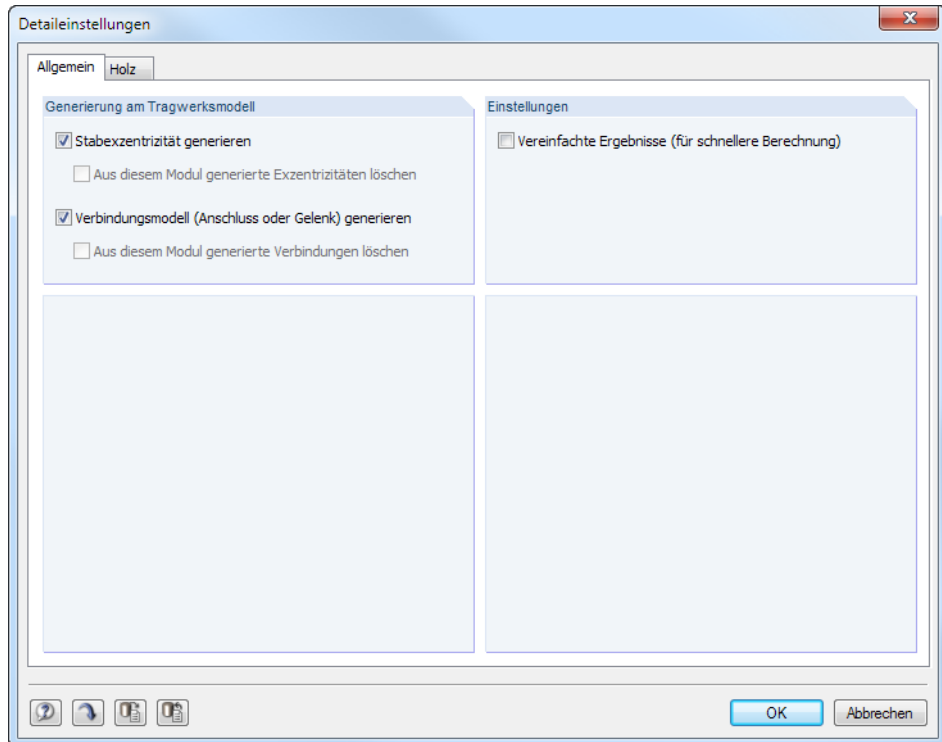 Detaileinstellungen
Allgemein
Holz
Generierung am Tragwerksmodell
Stabexzentrizität generieren
Aus diesem Modul generierte Exzentrizitäten löschen
Verbindungsmodell (Anschluss oder Gelenk) generieren
Aus diesem Modul generierte Verbindungen löschen
Einstellungen
Vereinfachte Ergebnisse (für schnellere Berechnung)
OK
Abbrechen